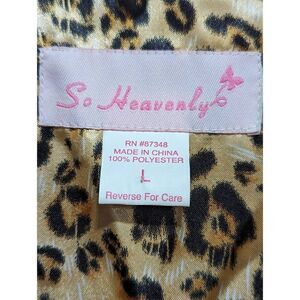 So Heavenly
RN #87348
MADE IN CHINA
100% POLYESTER
L
Reverse For Care